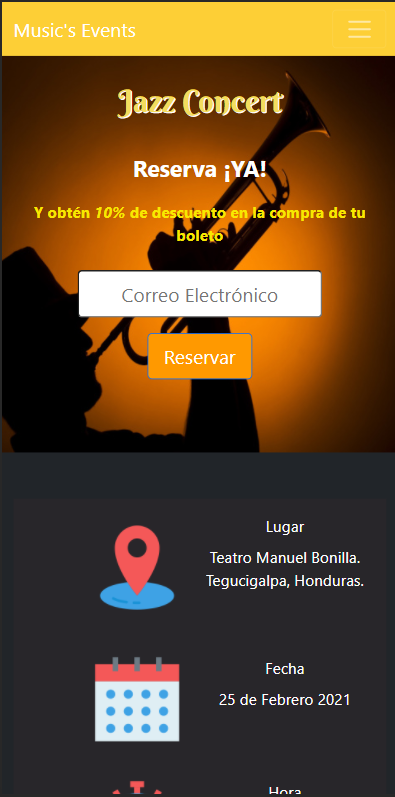 Music's Events
Jazz Concert
Reserva ¡YA!
Y obtén 10% de descuento en la compra de tu
boleto
Correo Electrónico
Reservar
Lugar
Teatro Manuel Bonilla.
Tegucigalpa, Honduras.
Fecha
25 de Febrero 2021
Hora